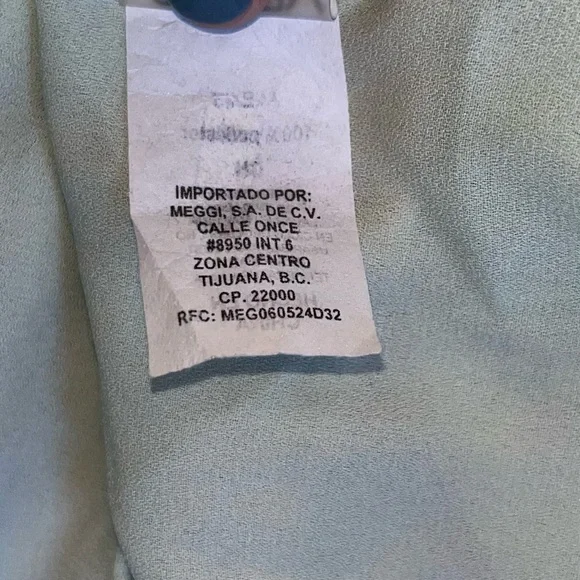 IMPORTADO POR:
MEGGI, S.A. DE C.V.
CALLE ONCE
#8950 INT 6
ZONA CENTRO
TIJUANA, B.C.
CP. 22000
RFC: MEG060524D32